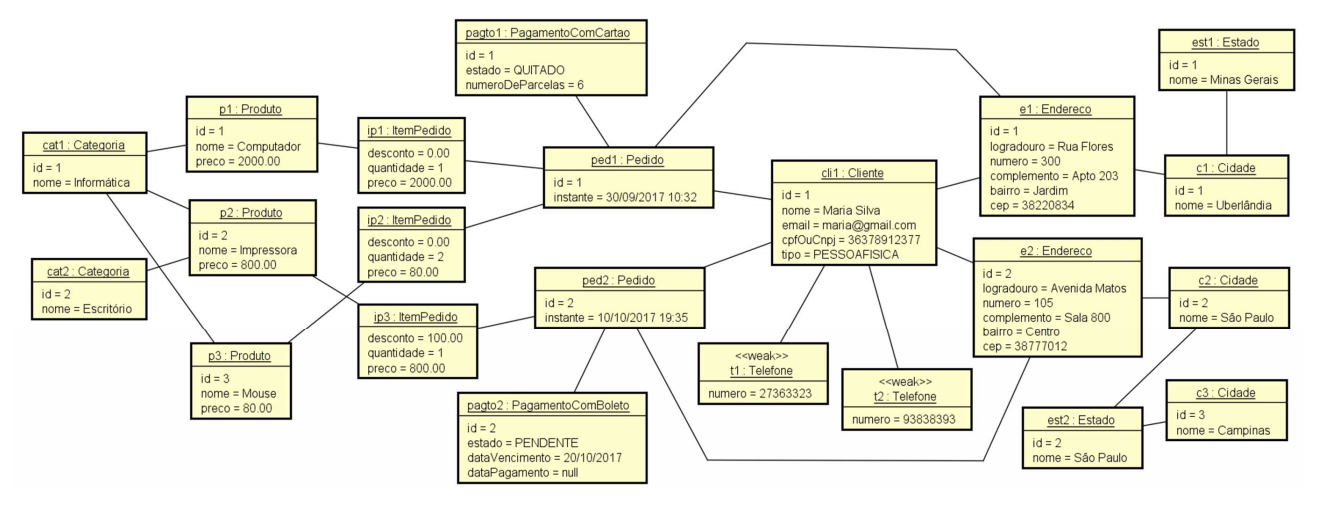 pagto1 : PagamentoComCartao
id = 1
estado = QUITADO
numeroDeParcelas = 6
est1 : Estado
id = 1
nome = Minas Gerais
p1 : Produto
id = 1
nome = Computador
preco = 2000.00
e1 : Endereco
id = 1
logradouro = Rua Flores
numero = 300
complemento = Apto 203
bairro = Jardim
cep = 38220834
ip1 : ItemPedido
desconto = 0.00
quantidade = 1
preco = 2000.00
cat1 : Categoria
id = 1
nome = Informática
ped1 : Pedido
id = 1
instante = 30/09/2017 10:32
cli1 : Cliente
id = 1
nome = Maria Silva
email = maria@gmail.com
cpfOuCnpj = 36378912377
tipo = PESSOAFISICA
c1 : Cidade
id = 1
nome = Uberlândia
p2 : Produto
id = 2
nome = Impressora
preco = 800.00
ip2 : ItemPedido
desconto = 0.00
quantidade = 2
preco = 80.00
e2 : Endereco
id = 2
logradouro = Avenida Matos
numero = 105
complemento = Sala 800
bairro = Centro
cep = 38777012
cat2 : Categoria
id = 2
nome = Escritório
ped2 : Pedido
id = 2
instante = 10/10/2017 19:35
c2 : Cidade
id = 2
nome = São Paulo
ip3 : ItemPedido
desconto = 100.00
quantidade = 1
preco = 800.00
p3 : Produto
id = 3
nome = Mouse
preco = 80.00
<<weak>>
t1 : Telefone
numero = 27363323
<<weak>>
t2 : Telefone
numero = 93838393
c3 : Cidade
id = 3
nome = Campinas
pagto2 : PagamentoComBoleto
id = 2
estado = PENDENTE
dataVencimento = 20/10/2017
dataPagamento = null
est2 : Estado
id = 2
nome = São Paulo